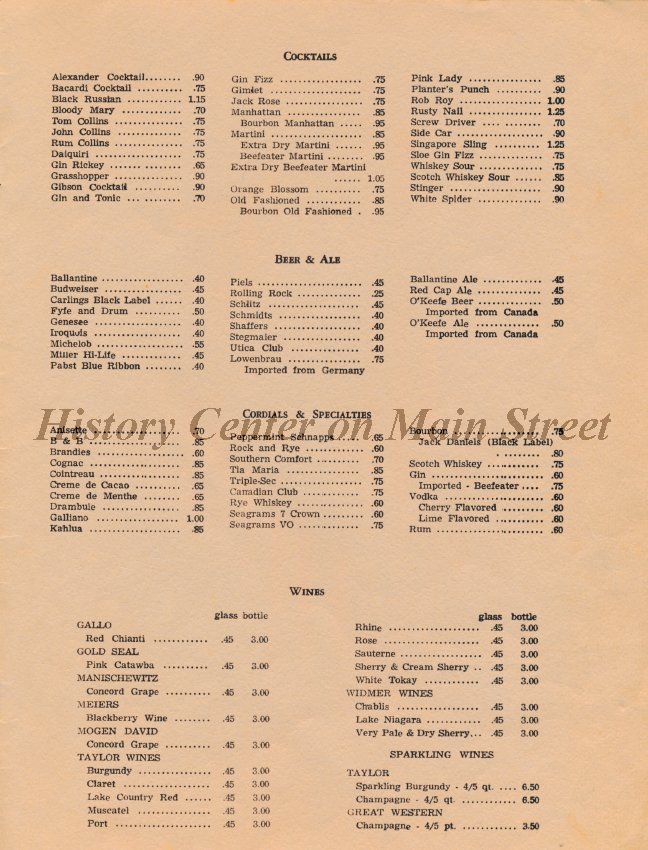 COCKTAILS
Alexander Cocktail........ .90
Bacardi Cocktail .......... .75
Black Russian ........... 1.15
Bloody Mary ............. .70
Tom Collins .............. .75
John Collins .............. .75
Rum Collins .............. .75
Daiquiri ................... .75
Gin Rickey ................ .65
Grasshopper .............. .90
Gibson Cocktail .......... .90
Gin and Tonic ... ........ .70
Gin Fizz .................. .75
Gimlet .................... .75
Jack Rose ................ .75
Manhattan ................ .85
Bourbon Manhattan ..... .95
Martini ................... .85
Extra Dry Martini ...... .95
Beefeater Martini ....... .95
Extra Dry Beefeater Martini
...... 1.05
Orange Blossom .......... .75
Old Fashioned ............ .85
Bourbon Old Fashioned . .95
Pink Lady ................ .85
Planter's Punch ........... .90
Rob Roy .................. 1.00
Rusty Nail ................ 1.25
Screw Driver .... ........ .70
Side Car .................. .90
Singapore Sling .......... 1.25
Sloe Gin Fizz ............. .75
Whiskey Sour ............. .75
Scotch Whiskey Sour ..... .85
Stinger .................... .90
White Spider .............. .90
BEER & ALE
Ballantine ................. .40
Budweiser ................ .45
Carlings Black Label ...... .40
Fyfe and Drum ........... .50
Genesee .................. .40
Iroquois ................... .40
Michelob .................. .55
Miller Hi-Life ............. .45
Pabst Blue Ribbon ........ .40
Piels ...................... .45
Rolling Rock .............. .25
Schlitz .................... .45
Schmidts .................. .40
Shaffers ................... .40
Stegmaier ................. .40
Utica Club ................ .40
Lowenbrau ................ .75
Imported from Germany
Ballantine Ale ............. .45
Red Cap Ale .............. .45
O'Keefe Beer ............. .50
Imported from Canada
O'Keefe Ale .............. .50
Imported from Canada
CORDIALS & SPECIALTIES
History Center on Main Street
Anisette ................... .70
B & B .................... .85
Brandies .................. .60
Cognac .................... .85
Cointreau ................. .85
Creme de Cacao .......... .65
Creme de Menthe ......... .65
Drambuie ................. .85
Galliano .................. 1.00
Kahlua .................... .85
Peppermint Schnapps ..... .65
Rock and Rye ............. .60
Southern Comfort ......... .70
Tia Maria ................. .85
Triple-Sec ................. .75
Canadian Club ............ .75
Rye Whiskey .............. .60
Seagrams 7 Crown ........ .60
Seagrams VO ............. .75
Bourbon .................. .75
Jack Daniels (Black Label)
........ .80
Scotch Whiskey ........... .75
Gin ....................... .60
Imported - Beefeater .... .75
Vodka ..................... .60
Cherry Flavored ......... .60
Lime Flavored .......... .60
Rum ...................... .60
WINES
glass bottle
GALLO
Red Chianti ........... .45 3.00
GOLD SEAL
Pink Catawba ......... .45 3.00
MANISCHEWITZ
Concord Grape ......... .45 3.00
MEIERS
Blackberry Wine ....... .45 3.00
MOGEN DAVID
Concord Grape ......... .45 3.00
TAYLOR WINES
Burgundy .............. .45 3.00
Claret .................. .45 3.00
Lake Country Red ...... .45 3.00
Muscatel ............... .45 3.00
Port .................... .45 3.00
glass bottle
Rhine ................... .45 3.00
Rose .................... .45 3.00
Sauterne ................ .45 3.00
Sherry & Cream Sherry .. .45 3.00
White Tokay ............ .45 3.00
WIDMER WINES
Chablis ................. .45 3.00
Lake Niagara ........... .45 3.00
Very Pale & Dry Sherry... .45 3.00
SPARKLING WINES
TAYLOR
Sparkling Burgundy - 4/5 qt. .... 6.50
Champagne - 4/5 qt. ............ 6.50
GREAT WESTERN
Champagne - 4/5 pt. ............ 3.50